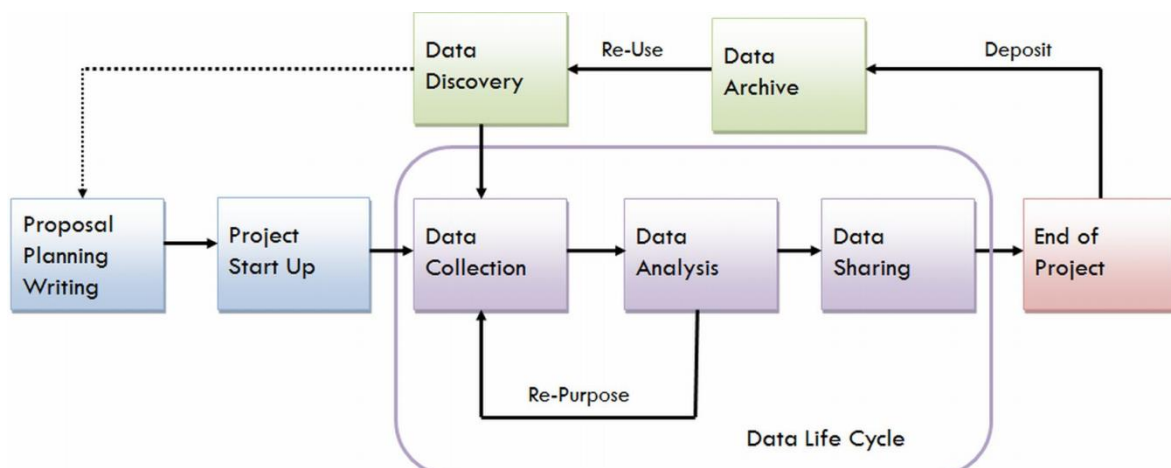 Data
Discovery
Re-Use
Data
Archive
Deposit
Proposal
Planning
Writing
Project
Start Up
Data
Collection
Data
Analysis
Data
Sharing
End of
Project
Re-Purpose
Data Life Cycle